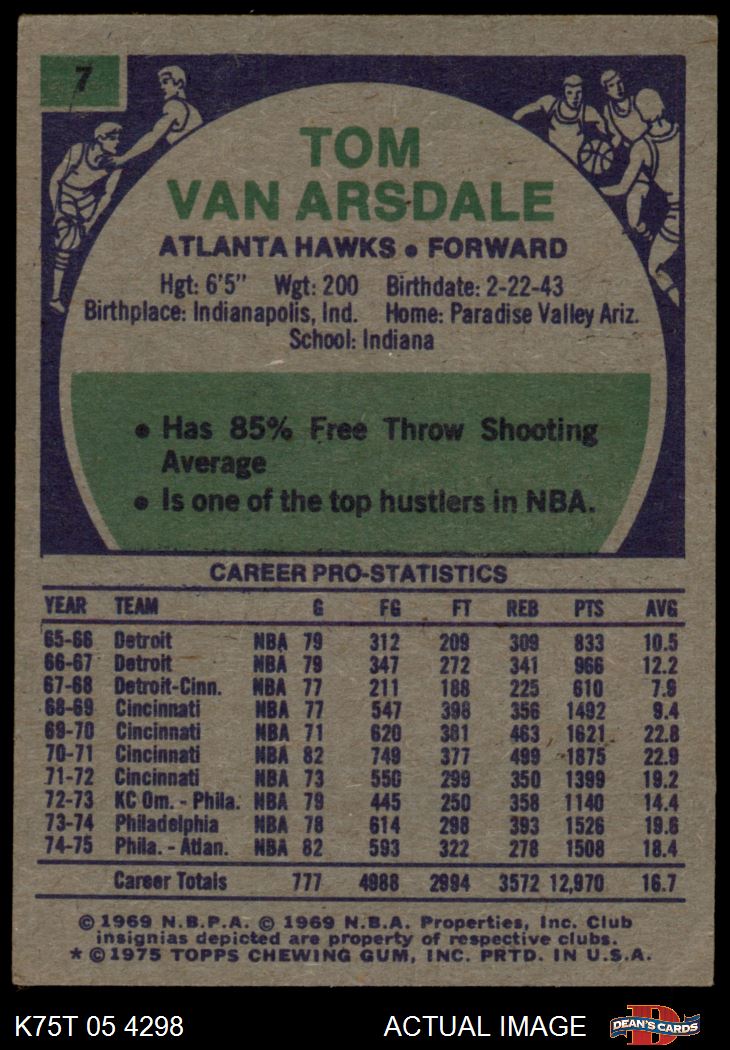 7
TOM
VAN ARSDALE
ATLANTA HAWKS • FORWARD
Hgt: 6'5" Wgt: 200 Birthdate: 2-22-43
Birthplace: Indianapolis, Ind. Home: Paradise Valley Ariz.
School: Indiana
• Has 85% Free Throw Shooting
Average
• Is one of the top hustlers in NBA.
CAREER PRO-STATISTICS
YEAR TEAM G FG FT REB PTS AVG
65-66 Detroit NBA 79 312 209 309 833 10.5
66-67 Detroit NBA 79 347 272 341 966 12.2
67-68 Detroit-Cinn. NBA 77 211 188 225 610 7.9
68-69 Cincinnati NBA 77 547 398 356 1492 9.4
69-70 Cincinnati NBA 71 620 381 463 1621 22.8
70-71 Cincinnati NBA 82 749 377 499 1875 22.9
71-72 Cincinnati NBA 73 550 299 350 1399 19.2
72-73 KC Om. - Phila. NBA 79 445 250 358 1140 14.4
73-74 Philadelphia NBA 78 614 298 393 1526 19.6
74-75 Phila. - Atlan. NBA 82 593 322 278 1508 18.4
Career Totals 777 4988 2994 3572 12,970 16.7
© 1969 N.B.P.A. © 1969 N.B.A. Properties, Inc. Club
insignias depicted are property of respective clubs.
* © 1975 TOPPS CHEWING GUM, INC. PRTD. IN U.S.A.
K75T 05 4298 ACTUAL IMAGE
D
DEAN'S CARDS